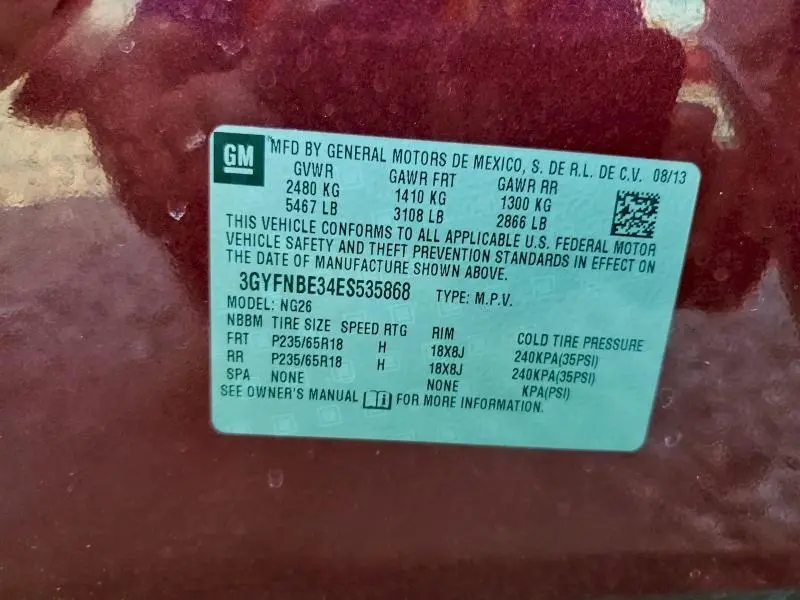 GM MFD BY GENERAL MOTORS DE MEXICO, S. DE R.L. DE C.V. 08/13
GVWR GAWR FRT GAWR RR
2480 KG 1410 KG 1300 KG
5467 LB 3108 LB 2866 LB
THIS VEHICLE CONFORMS TO ALL APPLICABLE U.S. FEDERAL MOTOR
VEHICLE SAFETY AND THEFT PREVENTION STANDARDS IN EFFECT ON
THE DATE OF MANUFACTURE SHOWN ABOVE.
3GYFNBE34ES535868 TYPE: M.P.V.
MODEL: NG26
NBBM TIRE SIZE SPEED RTG RIM COLD TIRE PRESSURE
FRT P235/65R18 H 18X8J 240KPA(35PSI)
RR P235/65R18 H 18X8J 240KPA(35PSI)
SPA NONE NONE KPA(PSI)
SEE OWNER'S MANUAL FOR MORE INFORMATION.